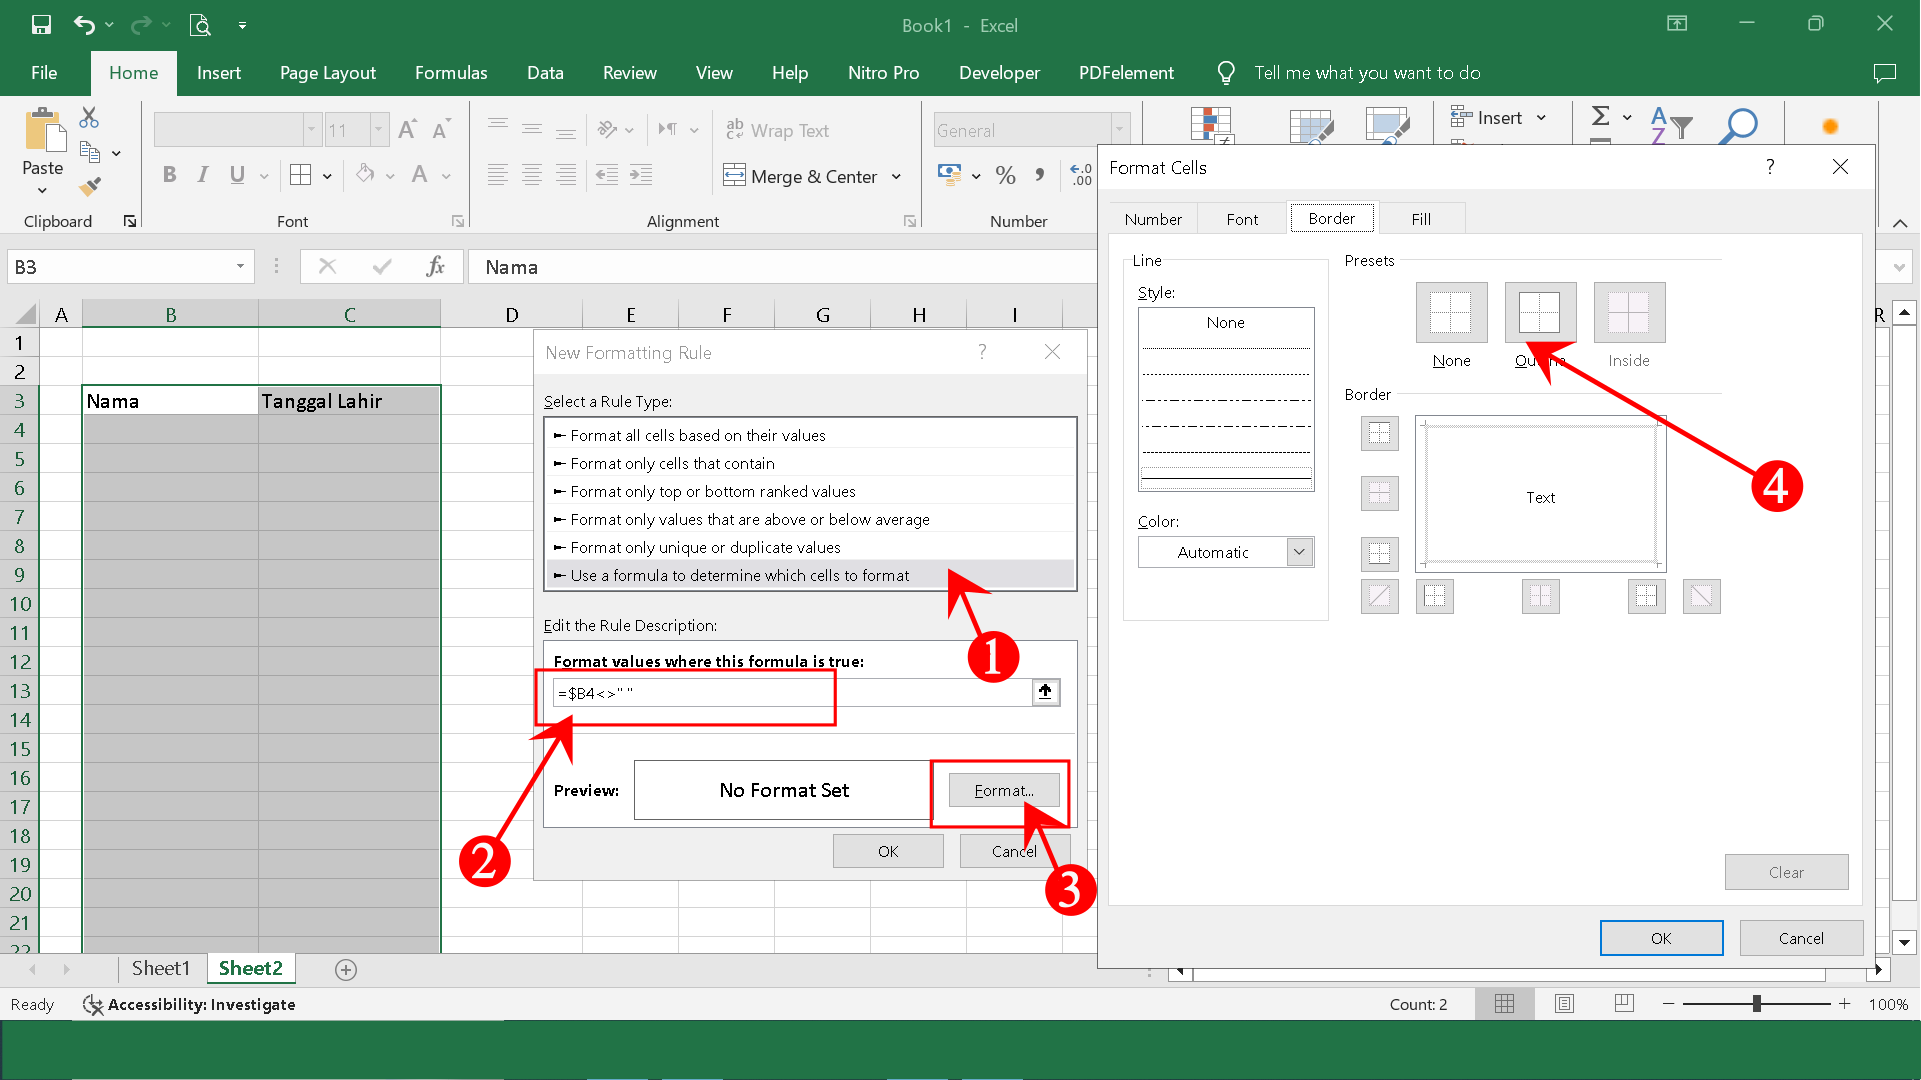 Book1 - Excel
File Home Insert Page Layout Formulas Data Review View Help Nitro Pro Developer PDFelement Tell me what you want to do
11
ab Wrap Text
General
Insert
Paste
B I U A
Merge & Center
% ,
Clipboard Font Alignment Number
B3 fx Nama
A B C D E F G H I R
1
2
3 Nama Tanggal Lahir
4
5
6
7
8
9
10
11
12
13
14
15
16
17
18
19
20
21
22
New Formatting Rule ?
Select a Rule Type:
► Format all cells based on their values
► Format only cells that contain
► Format only top or bottom ranked values
► Format only values that are above or below average
► Format only unique or duplicate values
► Use a formula to determine which cells to format
1
Edit the Rule Description:
Format values where this formula is true:
=$B4<>" "
2
Preview: No Format Set Format...
3
OK Cancel
Format Cells ?
Number Font Border Fill
Line
Style:
None
Color:
Automatic
Presets
None Inside
4
Border
Text
Clear
OK Cancel
Sheet1 Sheet2
Ready Accessibility: Investigate Count: 2 100%